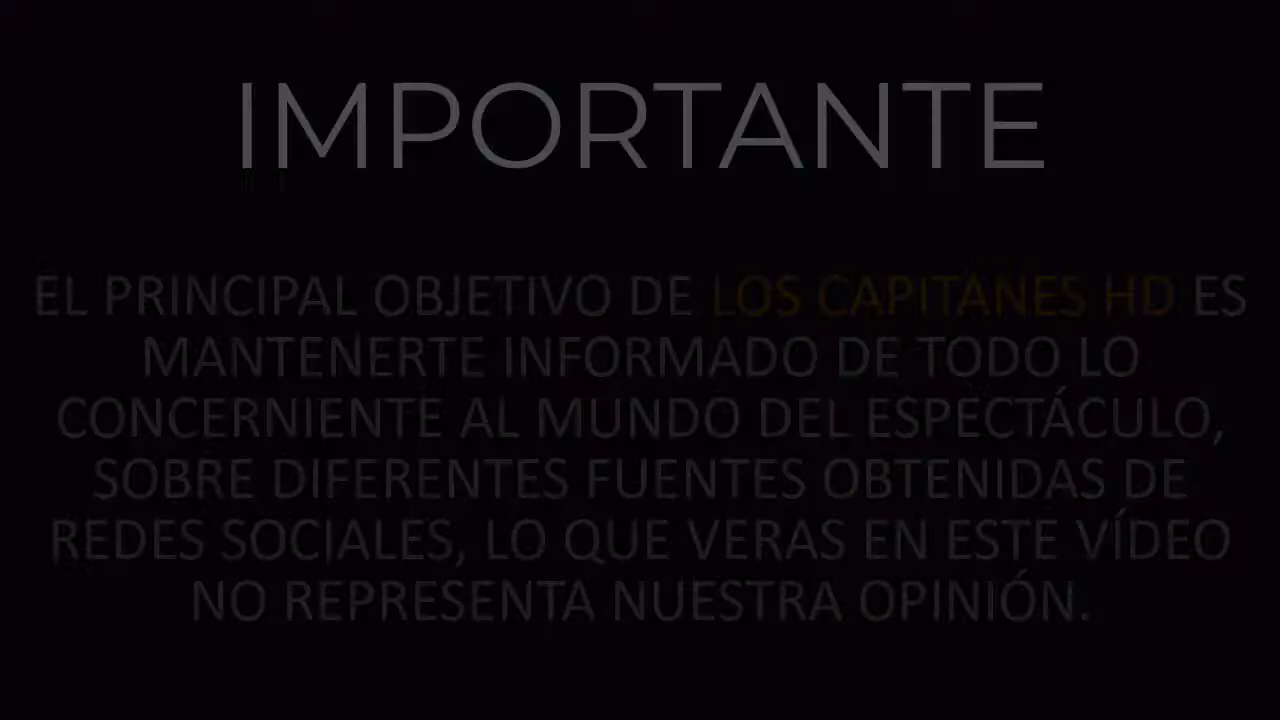 IMPORTANTE
EL PRINCIPAL OBJETIVO DE LOS CAPITANES HD ES
MANTENERTE INFORMADO DE TODO LO
CONCERNIENTE AL MUNDO DEL ESPECTÁCULO,
SOBRE DIFERENTES FUENTES OBTENIDAS DE
REDES SOCIALES, LO QUE VERAS EN ESTE VÍDEO
NO REPRESENTA NUESTRA OPINIÓN.